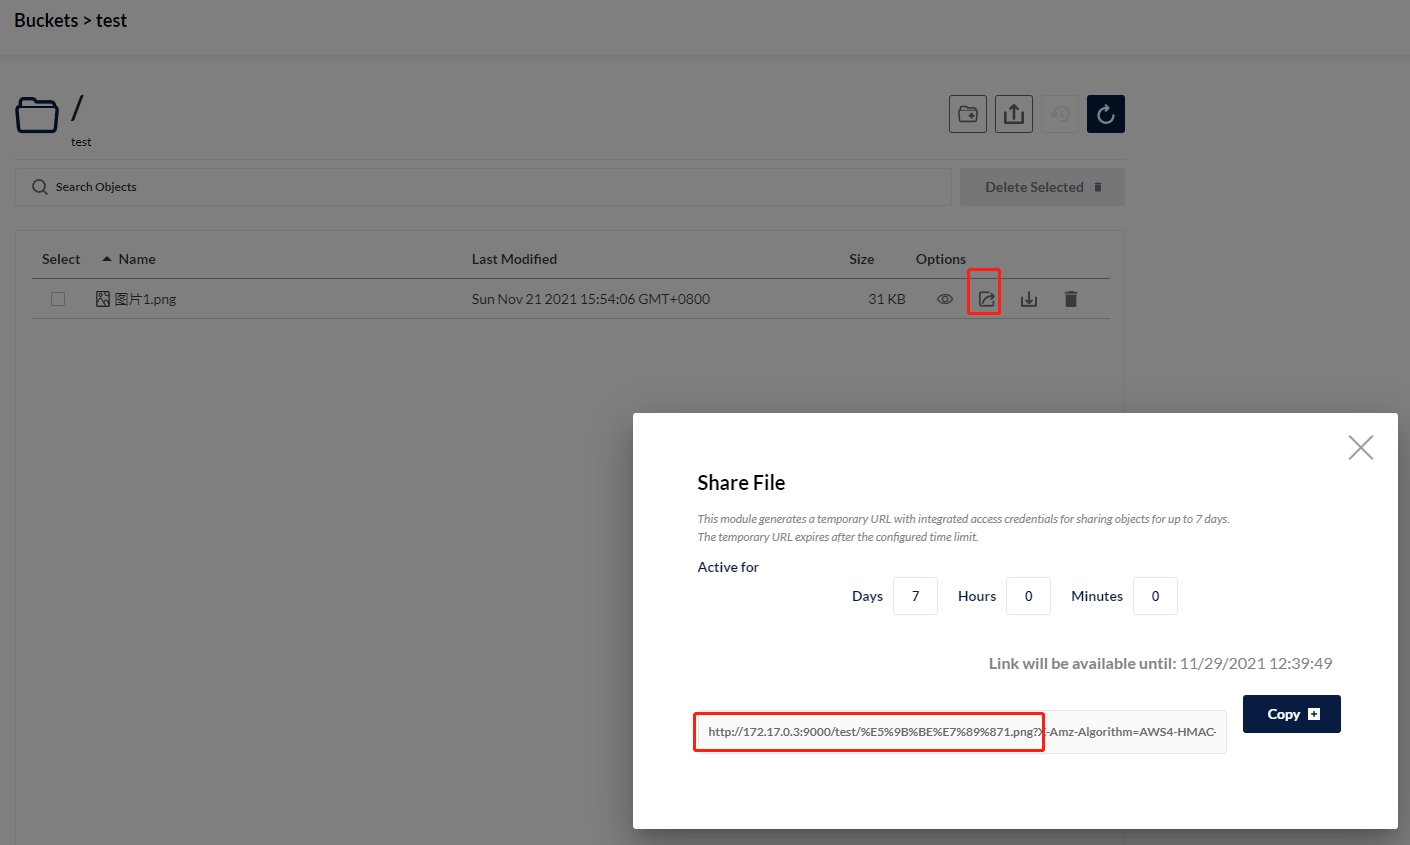 Buckets > test
/
test
Search Objects
Delete Selected
Select Name Last Modified Size Options
图片1.png Sun Nov 21 2021 15:54:06 GMT+0800 31 KB
Share File
This module generates a temporary URL with integrated access credentials for sharing objects for up to 7 days.
The temporary URL expires after the configured time limit.
Active for
Days 7 Hours 0 Minutes 0
Link will be available until: 11/29/2021 12:39:49
Copy
http://172.17.0.3:9000/test/%E5%9B%BE%E7%89%871.png?X-Amz-Algorithm=AWS4-HMAC-